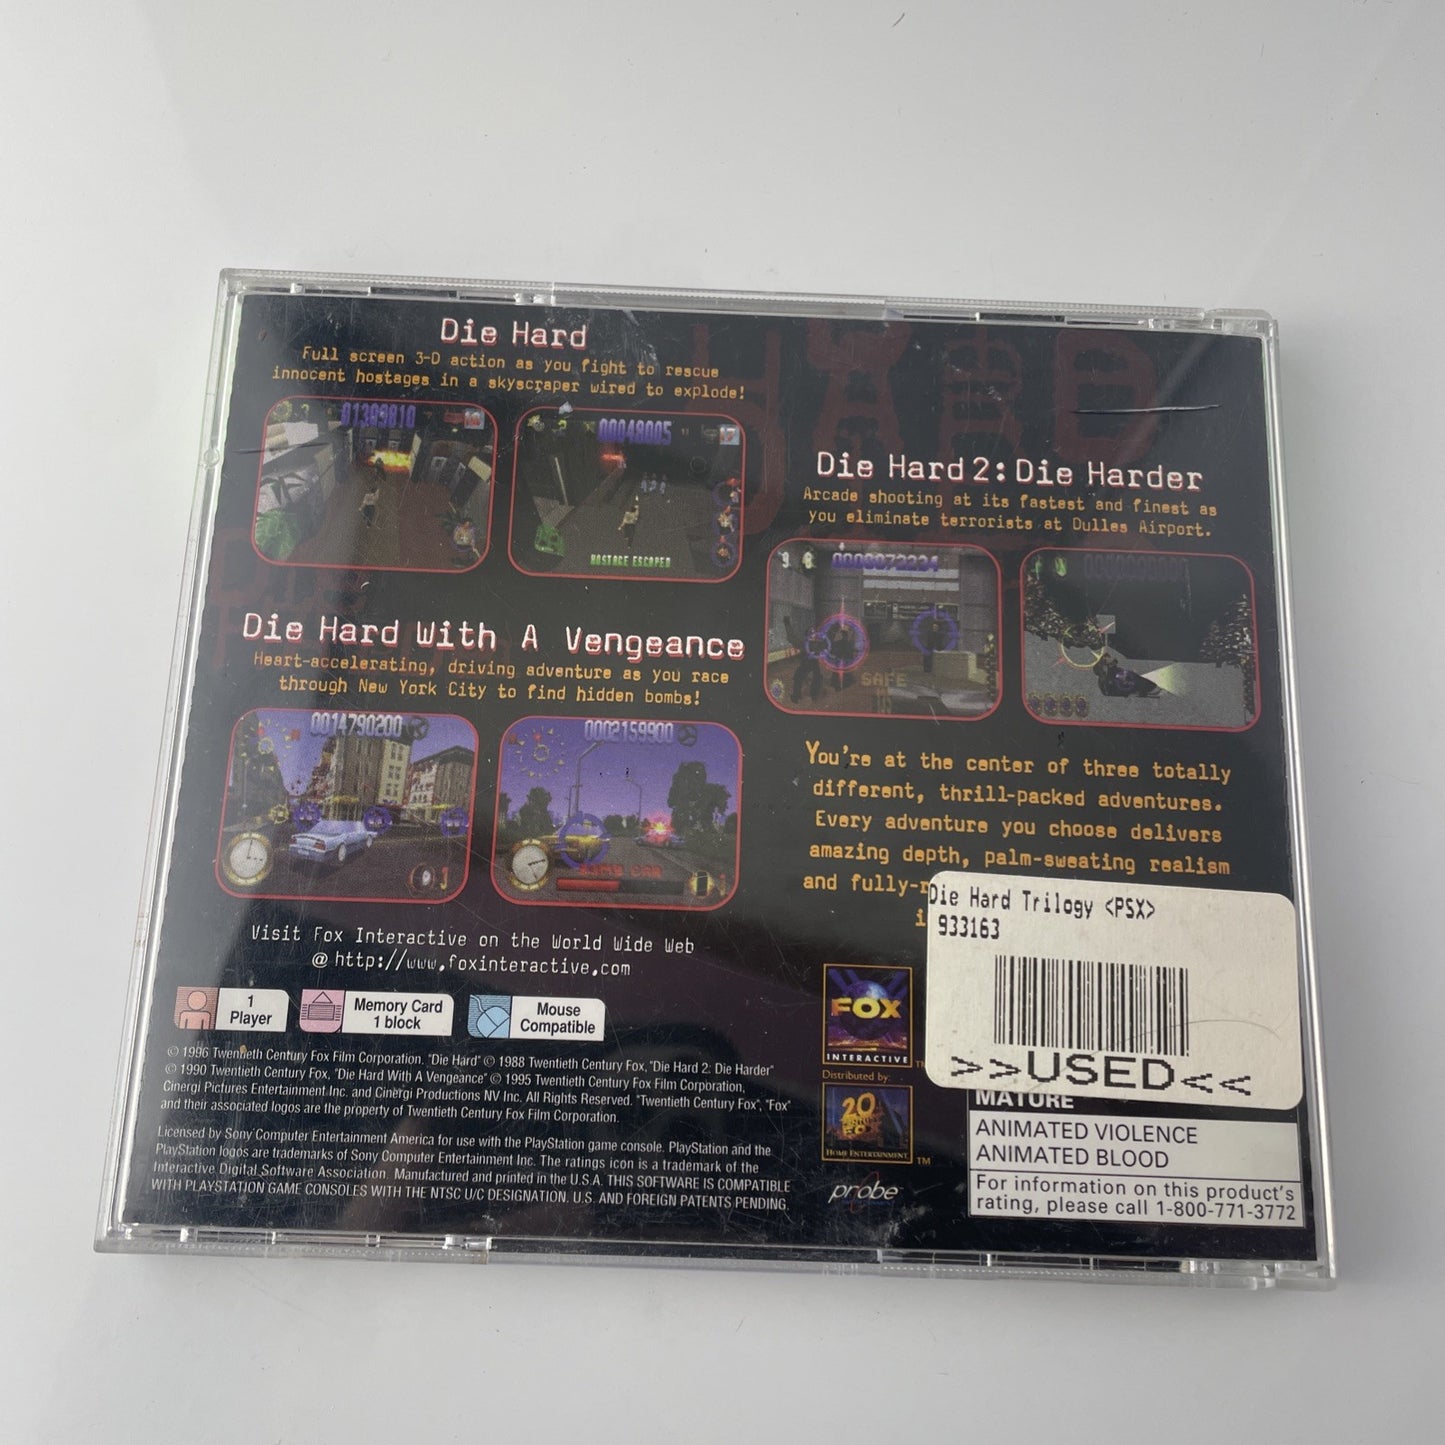 Die Hard
Full screen 3-D action as you fight to rescue
innocent hostages in a skyscraper wired to explode!
01399810
00048005
17
HOSTAGE ESCAPED
Die Hard With A Vengeance
Heart-accelerating, driving adventure as you race
through New York City to find hidden bombs!
0014790200
0002159900
BOMB CAR
Visit Fox Interactive on the World Wide Web
@ http://www.foxinteractive.com
1
Player
Memory Card
1 block
Mouse
Compatible
© 1996 Twentieth Century Fox Film Corporation, "Die Hard" © 1988 Twentieth Century Fox, "Die Hard 2: Die Harder"
© 1990 Twentieth Century Fox, "Die Hard With A Vengeance" © 1995 Twentieth Century Fox Film Corporation,
Cinergi Pictures Entertainment Inc. and Cinergi Productions NV Inc. All Rights Reserved. "Twentieth Century Fox", "Fox"
and their associated logos are the property of Twentieth Century Fox Film Corporation.
Licensed by Sony Computer Entertainment America for use with the PlayStation game console. PlayStation and the
PlayStation logos are trademarks of Sony Computer Entertainment Inc. The ratings icon is a trademark of the
Interactive Digital Software Association. Manufactured and printed in the U.S.A. THIS SOFTWARE IS COMPATIBLE
WITH PLAYSTATION GAME CONSOLES WITH THE NTSC U/C DESIGNATION. U.S. AND FOREIGN PATENTS PENDING.
HARD
Die Hard 2: Die Harder
Arcade shooting at its fastest and finest as
you eliminate terrorists at Dulles Airport.
SAFE
You're at the center of three totally
different, thrill-packed adventures.
Every adventure you choose delivers
amazing depth, palm-sweating realism
and fully-r
Die Hard Trilogy <PSX>
933163
>>USED<<
FOX
INTERACTIVE
Distributed by:
20
HOME ENTERTAINMENT
TM
probe
MATURE
ANIMATED VIOLENCE
ANIMATED BLOOD
For information on this product's
rating, please call 1-800-771-3772